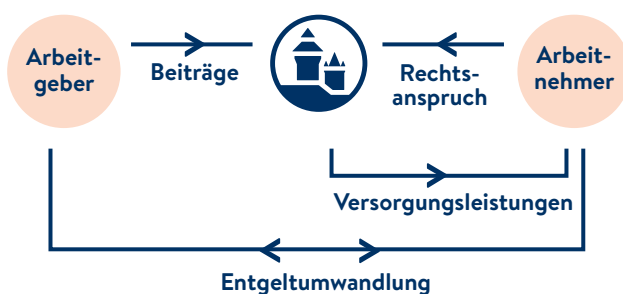 Arbeit-
geber
Beiträge
Rechts-
anspruch
Arbeit-
nehmer
Versorgungsleistungen
Entgeltumwandlung